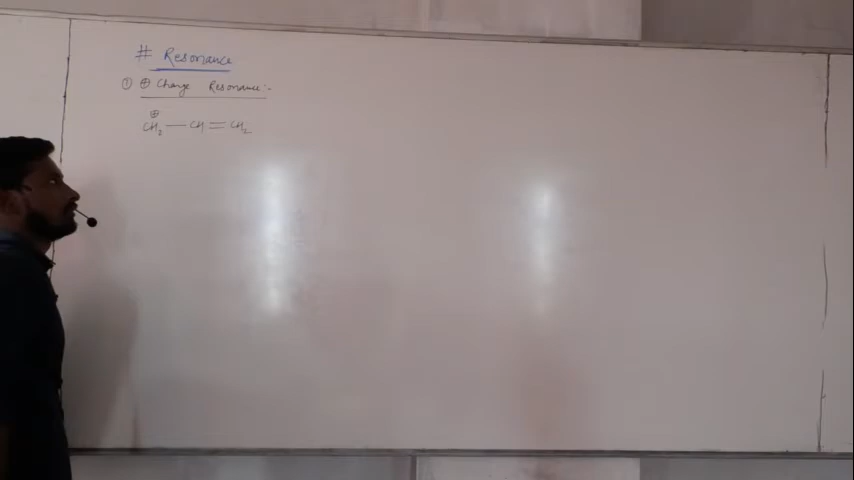 # Resonance
① ⊕ Charge Resonance:-
⊕
CH₂ — CH = CH₂